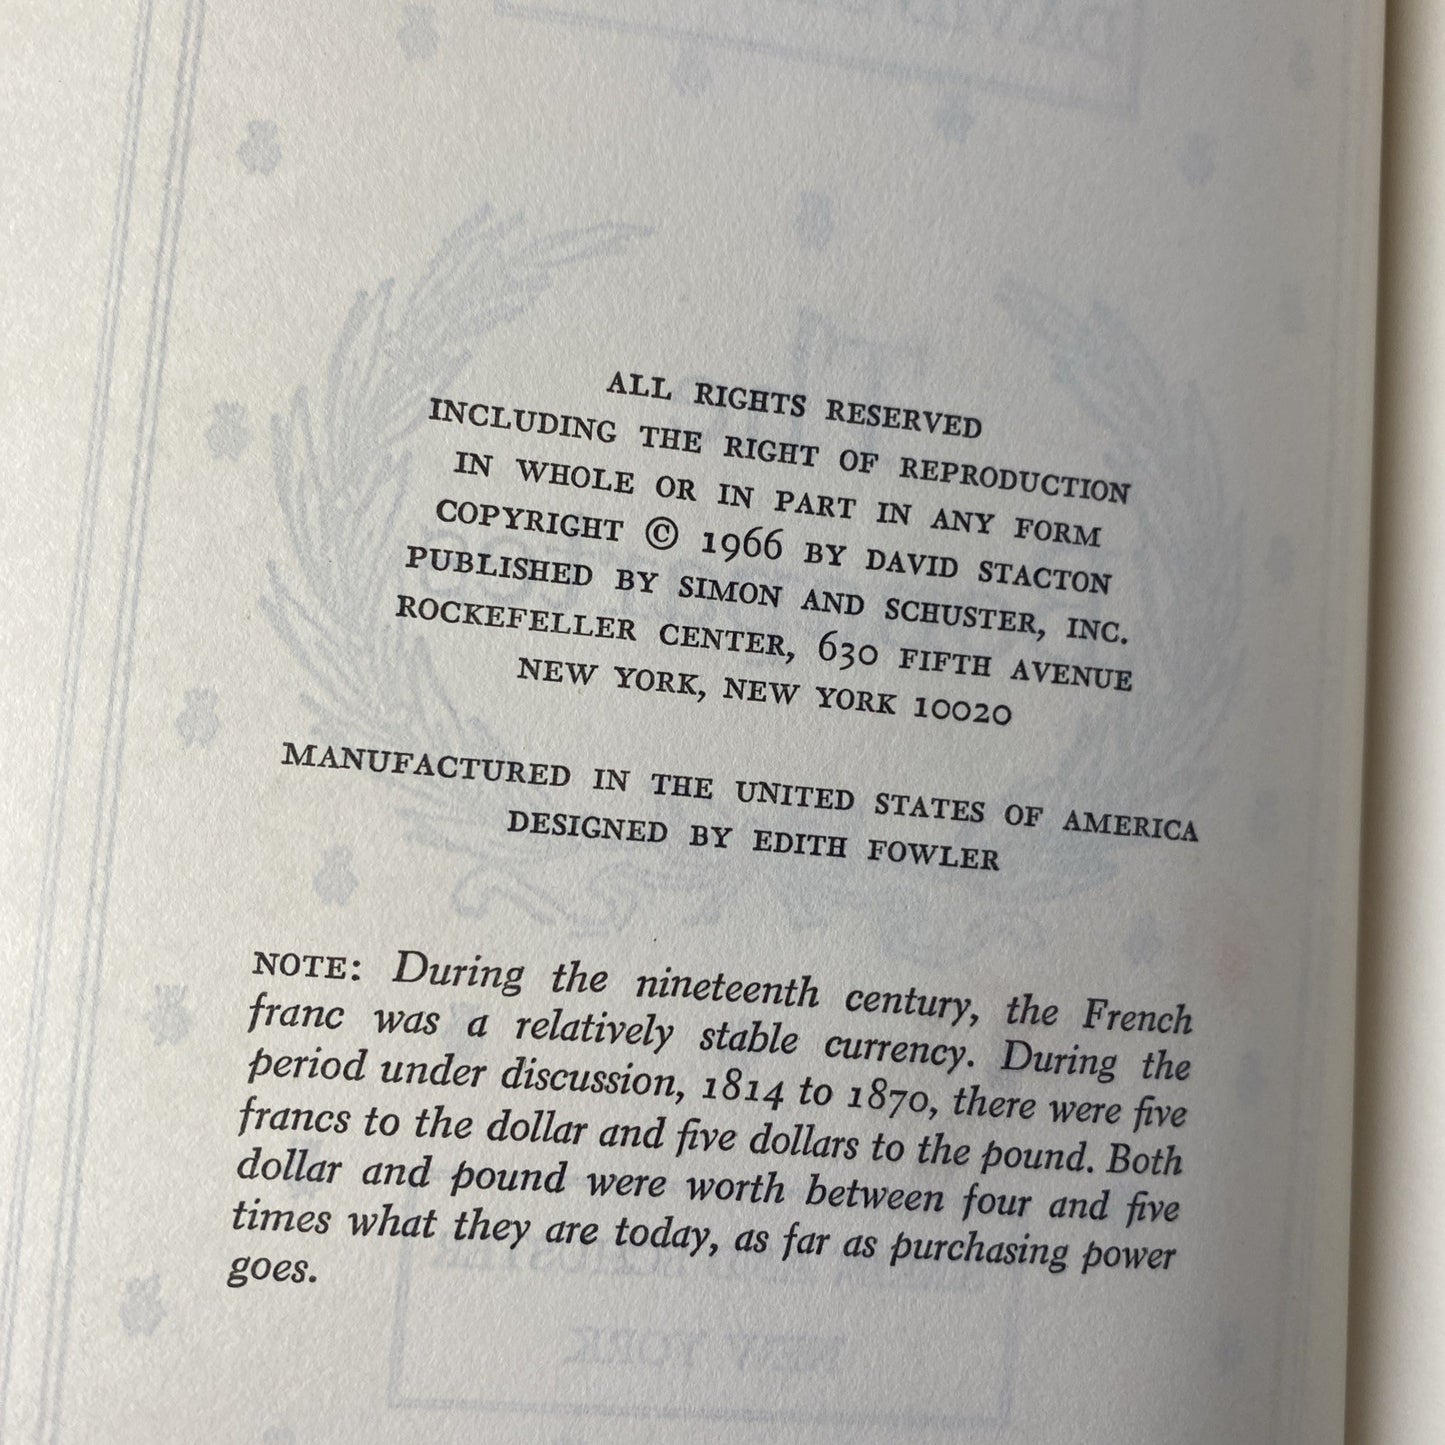 ALL RIGHTS RESERVED
INCLUDING THE RIGHT OF REPRODUCTION
IN WHOLE OR IN PART IN ANY FORM
COPYRIGHT © 1966 BY DAVID STACTON
PUBLISHED BY SIMON AND SCHUSTER, INC.
ROCKEFELLER CENTER, 630 FIFTH AVENUE
NEW YORK, NEW YORK 10020
MANUFACTURED IN THE UNITED STATES OF AMERICA
DESIGNED BY EDITH FOWLER
NOTE: During the nineteenth century, the French
franc was a relatively stable currency. During the
period under discussion, 1814 to 1870, there were five
francs to the dollar and five dollars to the pound. Both
dollar and pound were worth between four and five
times what they are today, as far as purchasing power
goes.
NEW YORK